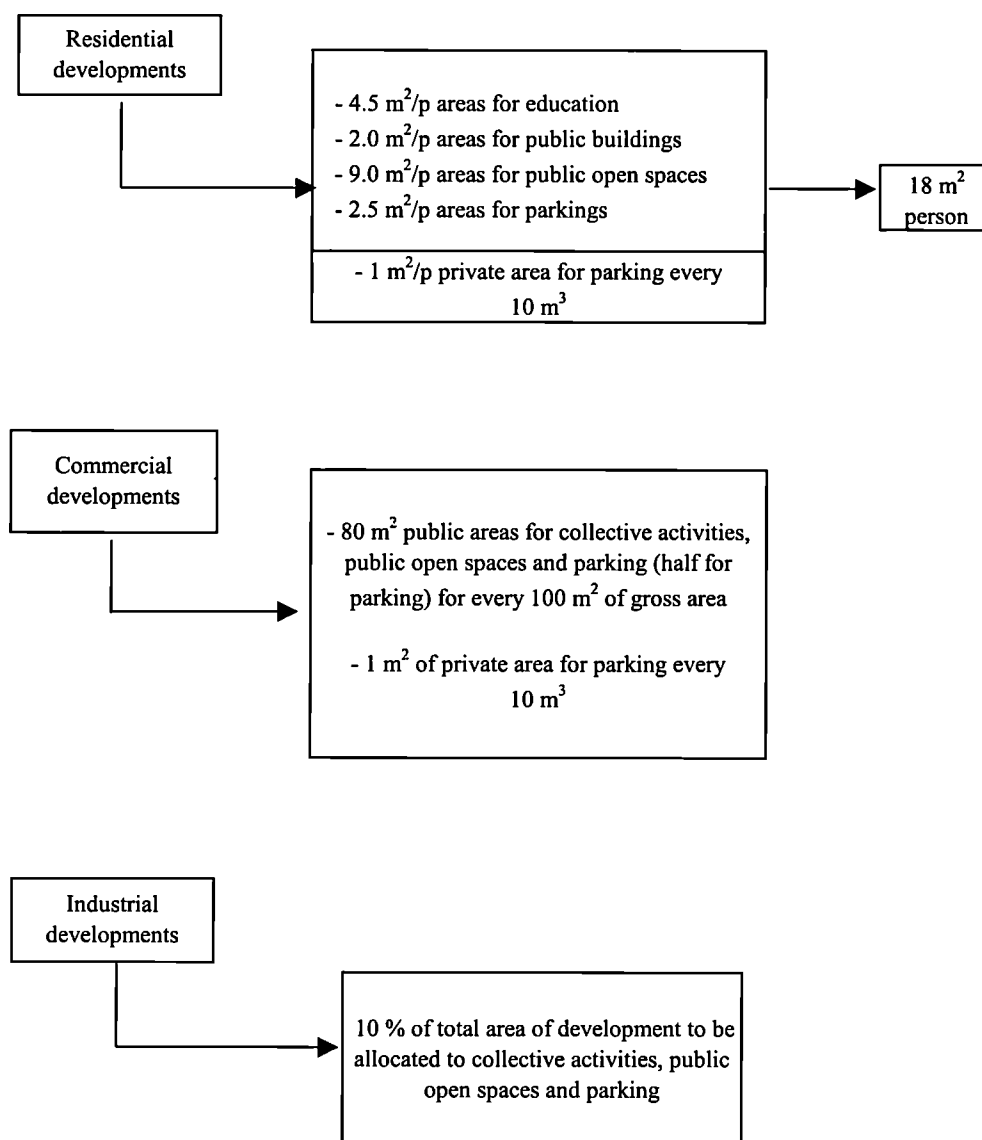 Residential
developments
- 4.5 m²/p areas for education
- 2.0 m²/p areas for public buildings
- 9.0 m²/p areas for public open spaces
- 2.5 m²/p areas for parkings
18 m²
person
- 1 m²/p private area for parking every
10 m³
Commercial
developments
- 80 m² public areas for collective activities,
public open spaces and parking (half for
parking) for every 100 m² of gross area
- 1 m² of private area for parking every
10 m³
Industrial
developments
10 % of total area of development to be
allocated to collective activities, public
open spaces and parking